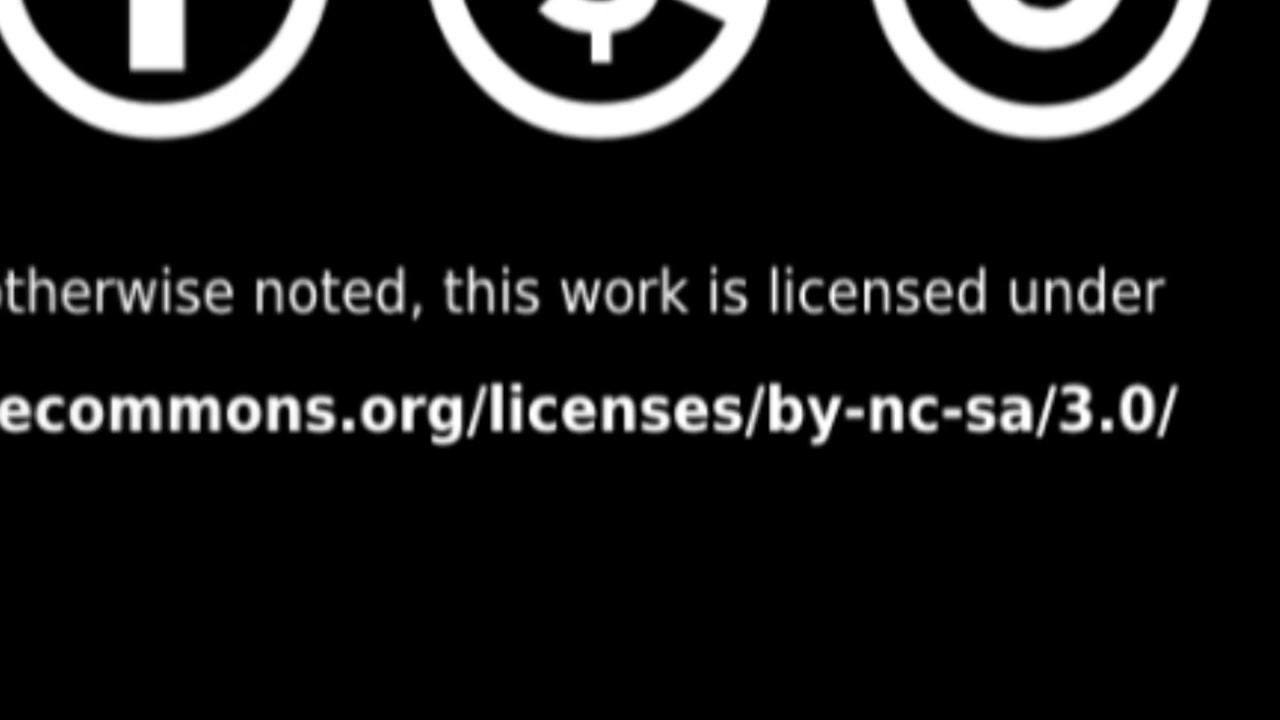 otherwise noted, this work is licensed under
ecommons.org/licenses/by-nc-sa/3.0/